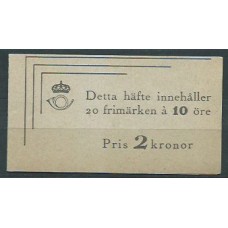 Detta häfte innehåller
20 frimärken à 10 öre
Pris 2 kronor